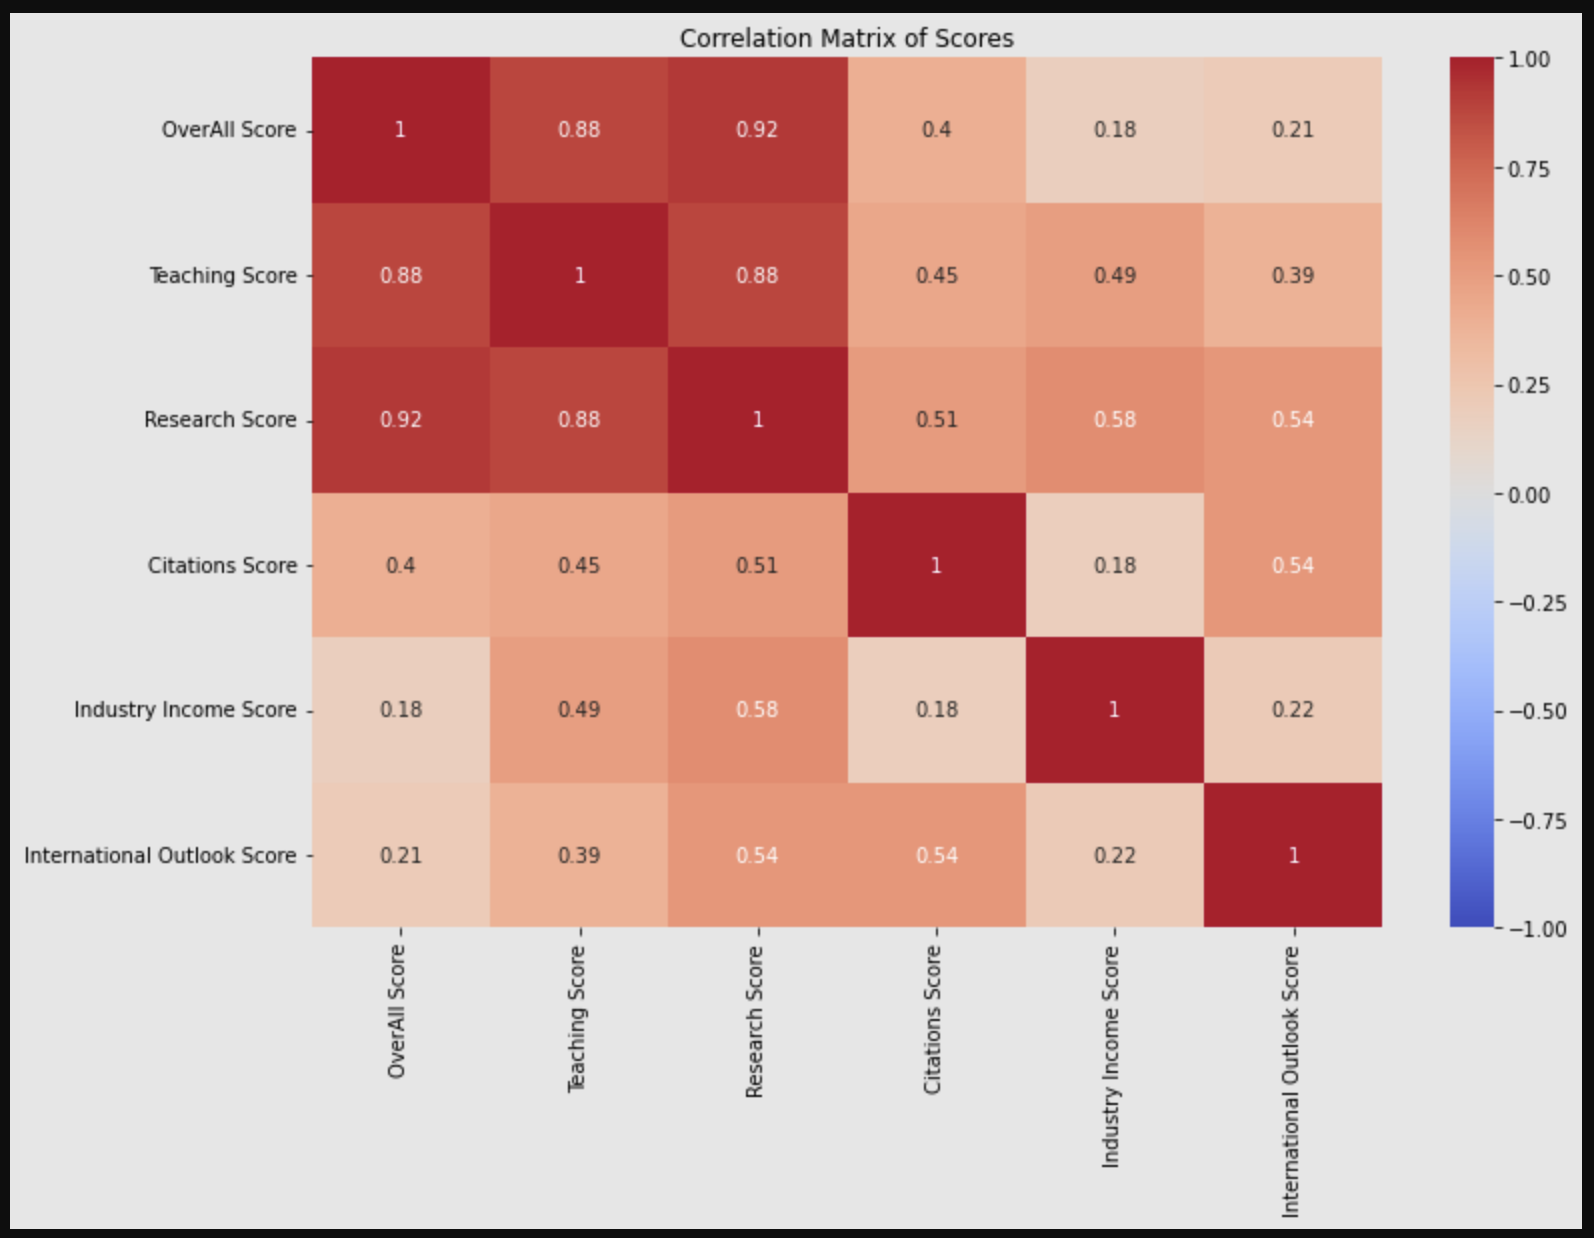 Correlation Matrix of Scores
OverAll Score 1 0.88 0.92 0.4 0.18 0.21
Teaching Score 0.88 1 0.88 0.45 0.49 0.39
Research Score 0.92 0.88 1 0.51 0.58 0.54
Citations Score 0.4 0.45 0.51 1 0.18 0.54
Industry Income Score 0.18 0.49 0.58 0.18 1 0.22
International Outlook Score 0.21 0.39 0.54 0.54 0.22 1
OverAll Score
Teaching Score
Research Score
Citations Score
Industry Income Score
International Outlook Score
1.00
0.75
0.50
0.25
0.00
−0.25
−0.50
−0.75
−1.00